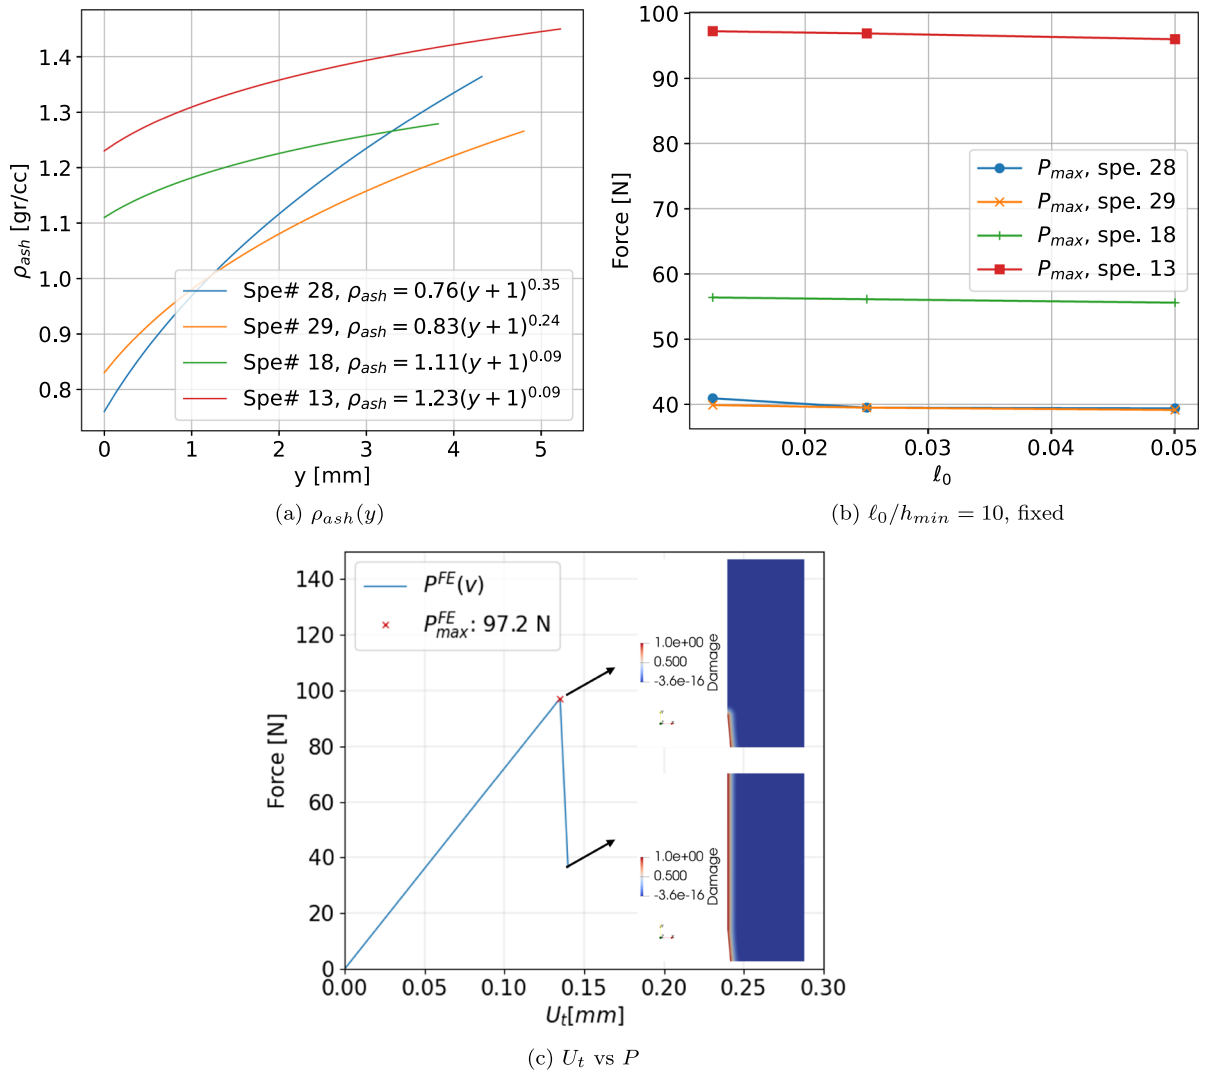 1.4
1.3
1.2
1.1
1.0
0.9
0.8
ρ_ash [gr/cc]
Spe# 28, ρ_ash = 0.76(y + 1)^0.35
Spe# 29, ρ_ash = 0.83(y + 1)^0.24
Spe# 18, ρ_ash = 1.11(y + 1)^0.09
Spe# 13, ρ_ash = 1.23(y + 1)^0.09
0 1 2 3 4 5
y [mm]
(a) ρ_ash(y)
100
90
80
70
60
50
40
Force [N]
P_max, spe. 28
P_max, spe. 29
P_max, spe. 18
P_max, spe. 13
0.02 0.03 0.04 0.05
ℓ_0
(b) ℓ_0/h_min = 10, fixed
140
120
100
80
60
40
20
0
Force [N]
P^FE(v)
P^FE_max: 97.2 N
1.0e+00
0.500
-3.6e-16
Damage
1.0e+00
0.500
-3.6e-16
Damage
0.00 0.05 0.10 0.15 0.20 0.25 0.30
U_t[mm]
(c) U_t vs P